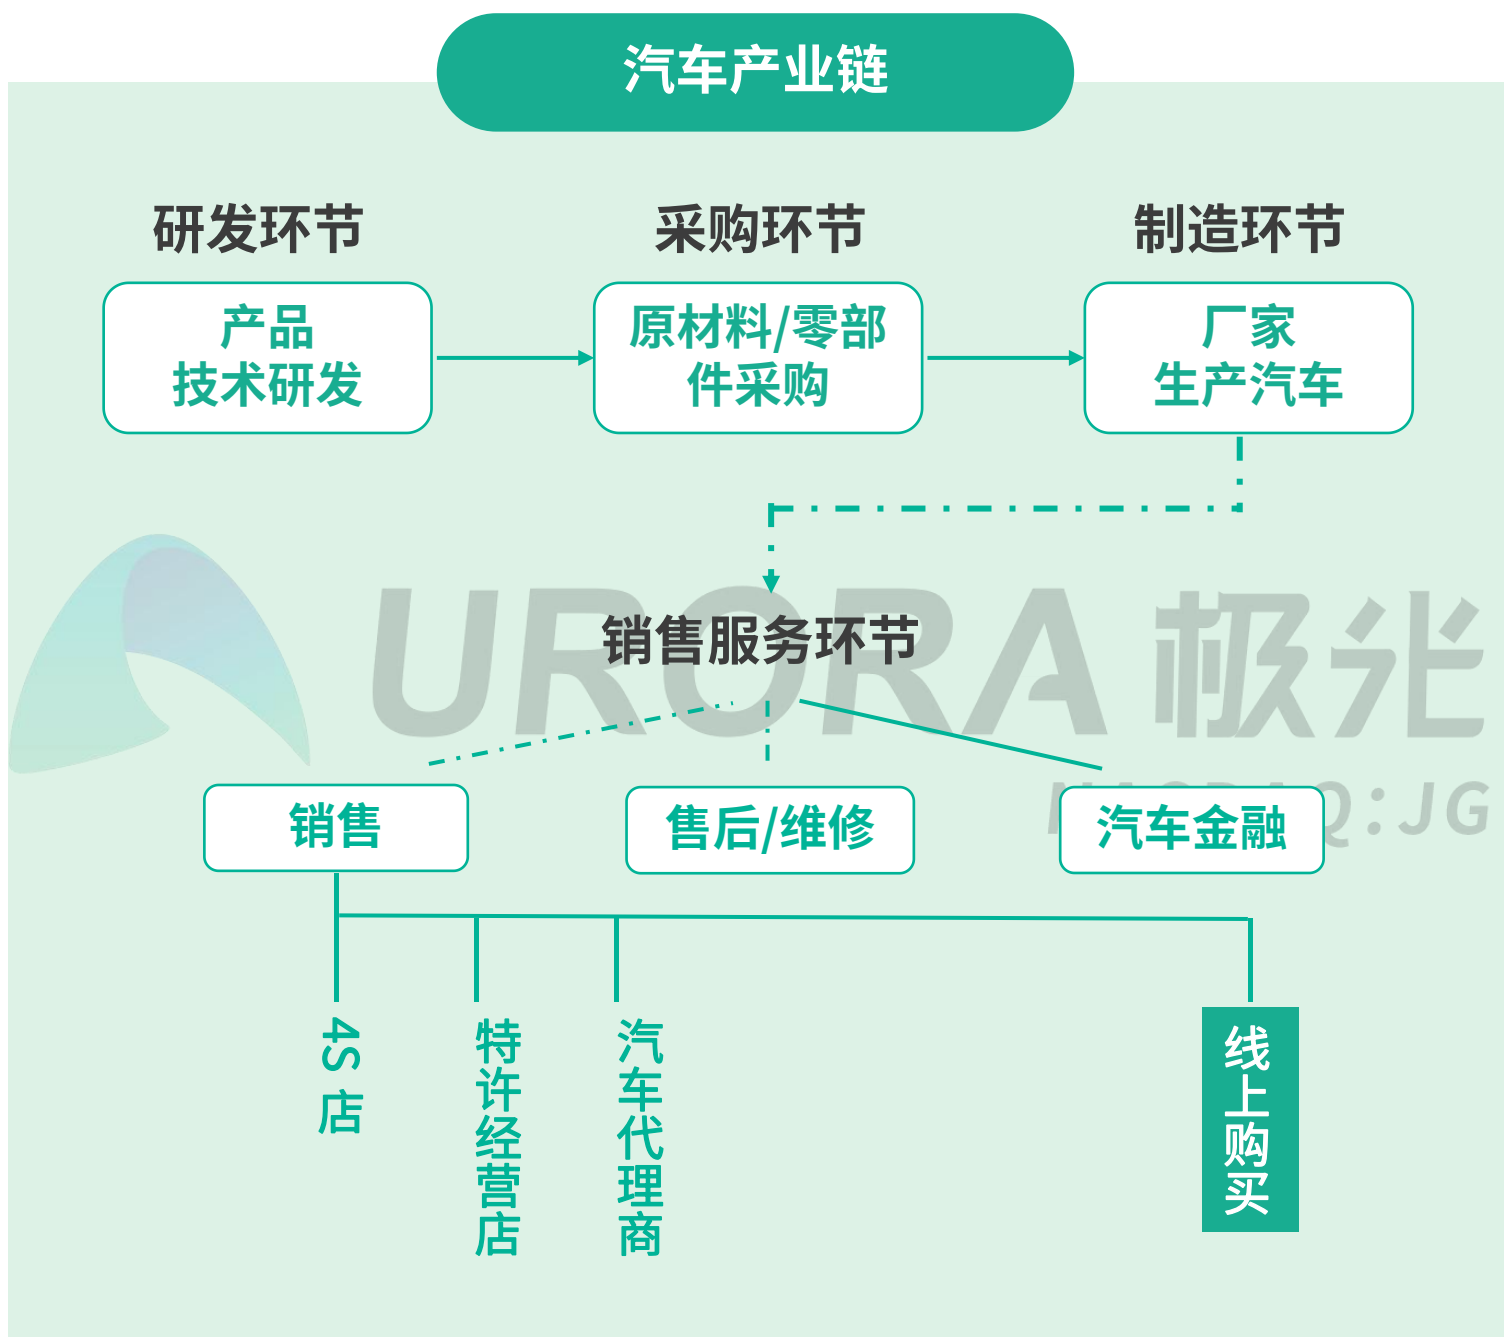 汽车产业链
研发环节
采购环节
制造环节
产品
技术研发
原材料/零部
件采购
厂家
生产汽车
URORA 极光
销售服务环节
销售
售后/维修
汽车金融
Q:JG
4S 店
特许经营店
汽车代理商
线上购买